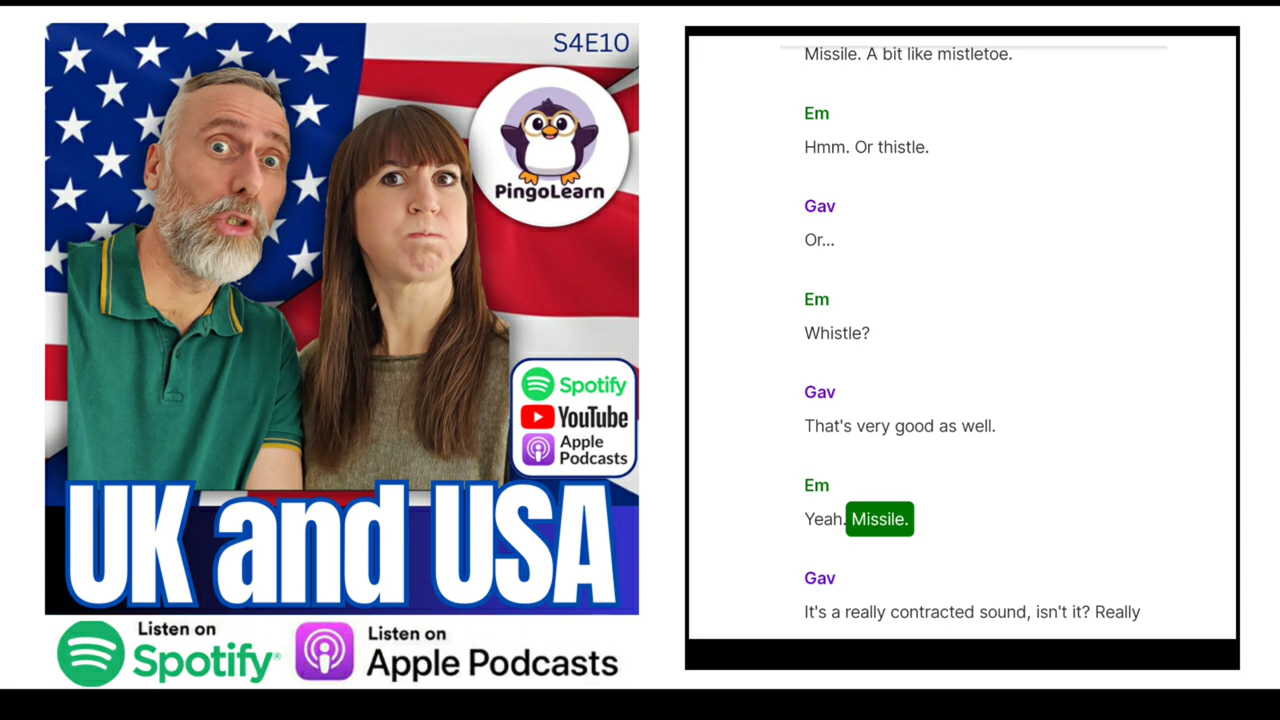 S4E10
PingoLearn
Spotify
YouTube
Apple
Podcasts
UK and USA
Listen on
Spotify
Listen on
Apple Podcasts
Missile. A bit like mistletoe.
Em
Hmm. Or thistle.
Gav
Or...
Em
Whistle?
Gav
That's very good as well.
Em
Yeah. Missile.
Gav
It's a really contracted sound, isn't it? Really